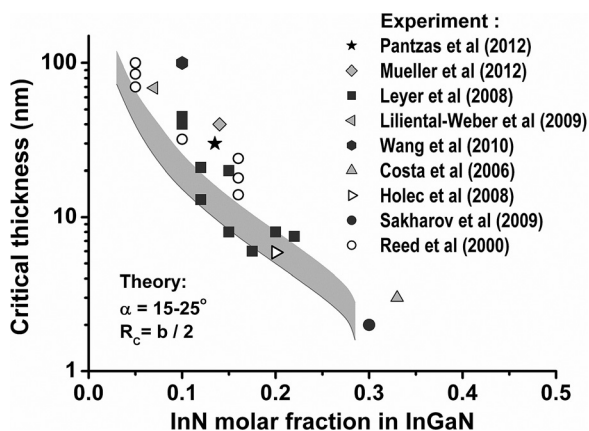 Experiment :
Pantzas et al (2012)
Mueller et al (2012)
Leyer et al (2008)
Liliental-Weber et al (2009)
Wang et al (2010)
Costa et al (2006)
Holec et al (2008)
Sakharov et al (2009)
Reed et al (2000)
Critical thickness (nm)
100
10
1
Theory:
α = 15-25°
R_C = b / 2
0.0 0.1 0.2 0.3 0.4 0.5
InN molar fraction in InGaN